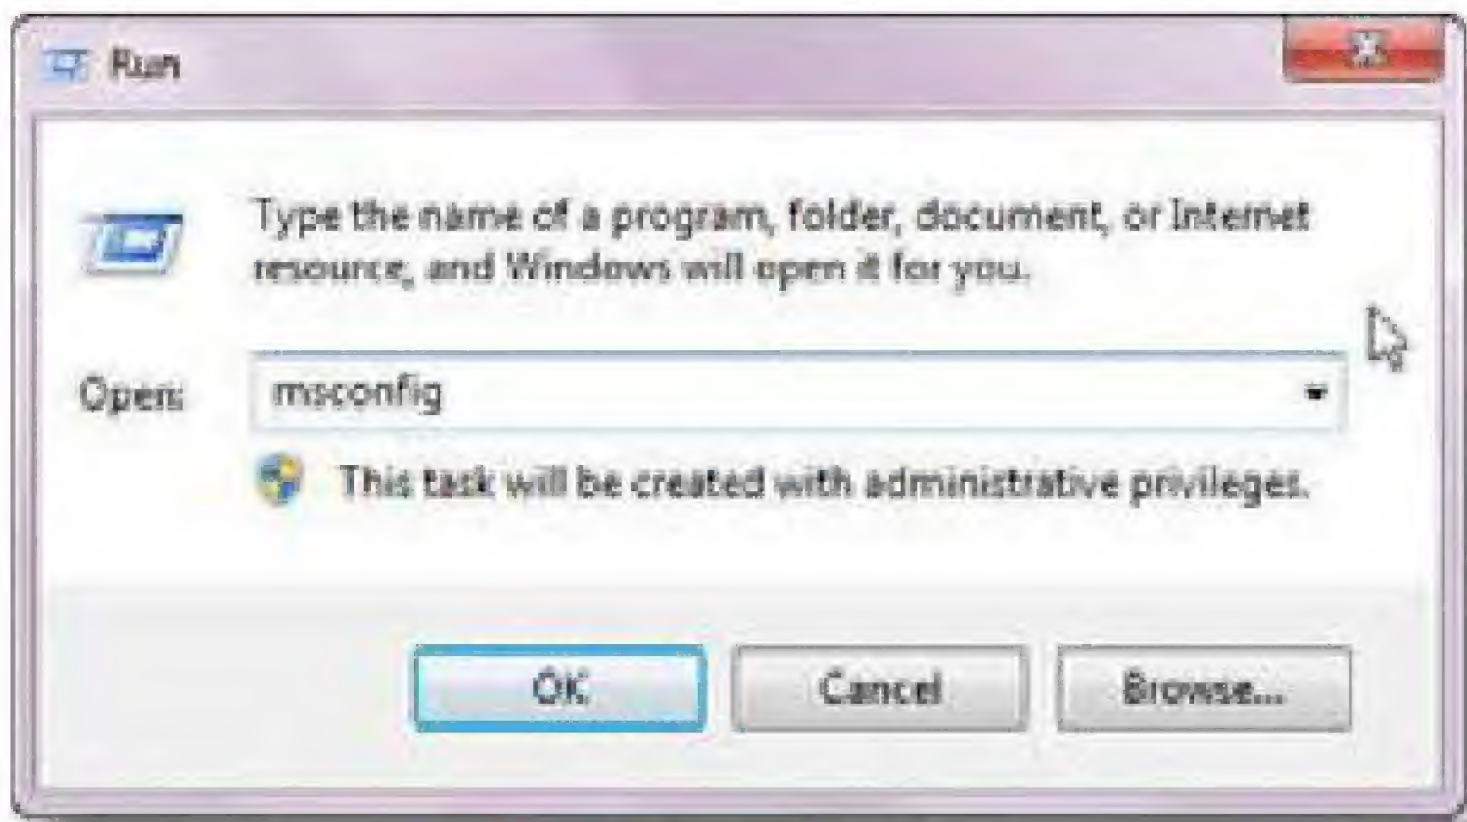 Run
Type the name of a program, folder, document, or Internet
resource, and Windows will open it for you.
Open: msconfig
This task will be created with administrative privileges.
OK Cancel Browse...